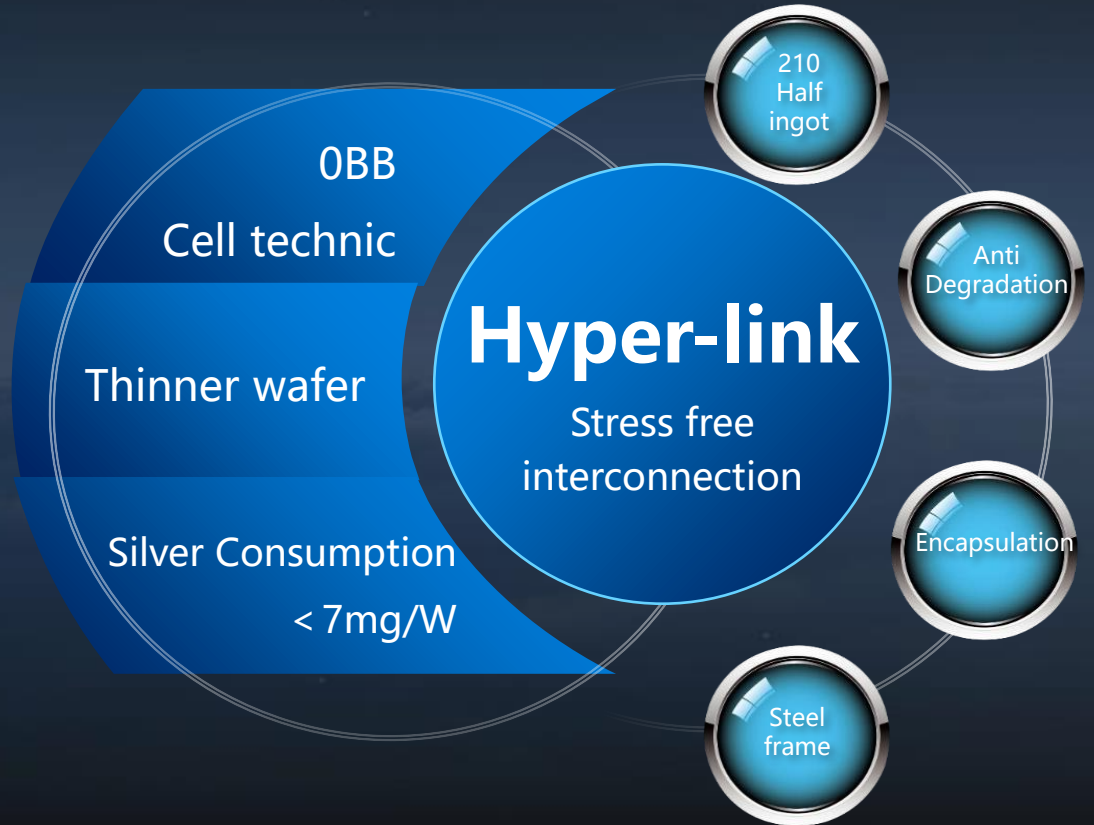 0BB
Cell technic
Thinner wafer
Silver Consumption
< 7mg/W
Hyper-link
Stress free
interconnection
210
Half
ingot
Anti
Degradation
Encapsulation
Steel
frame